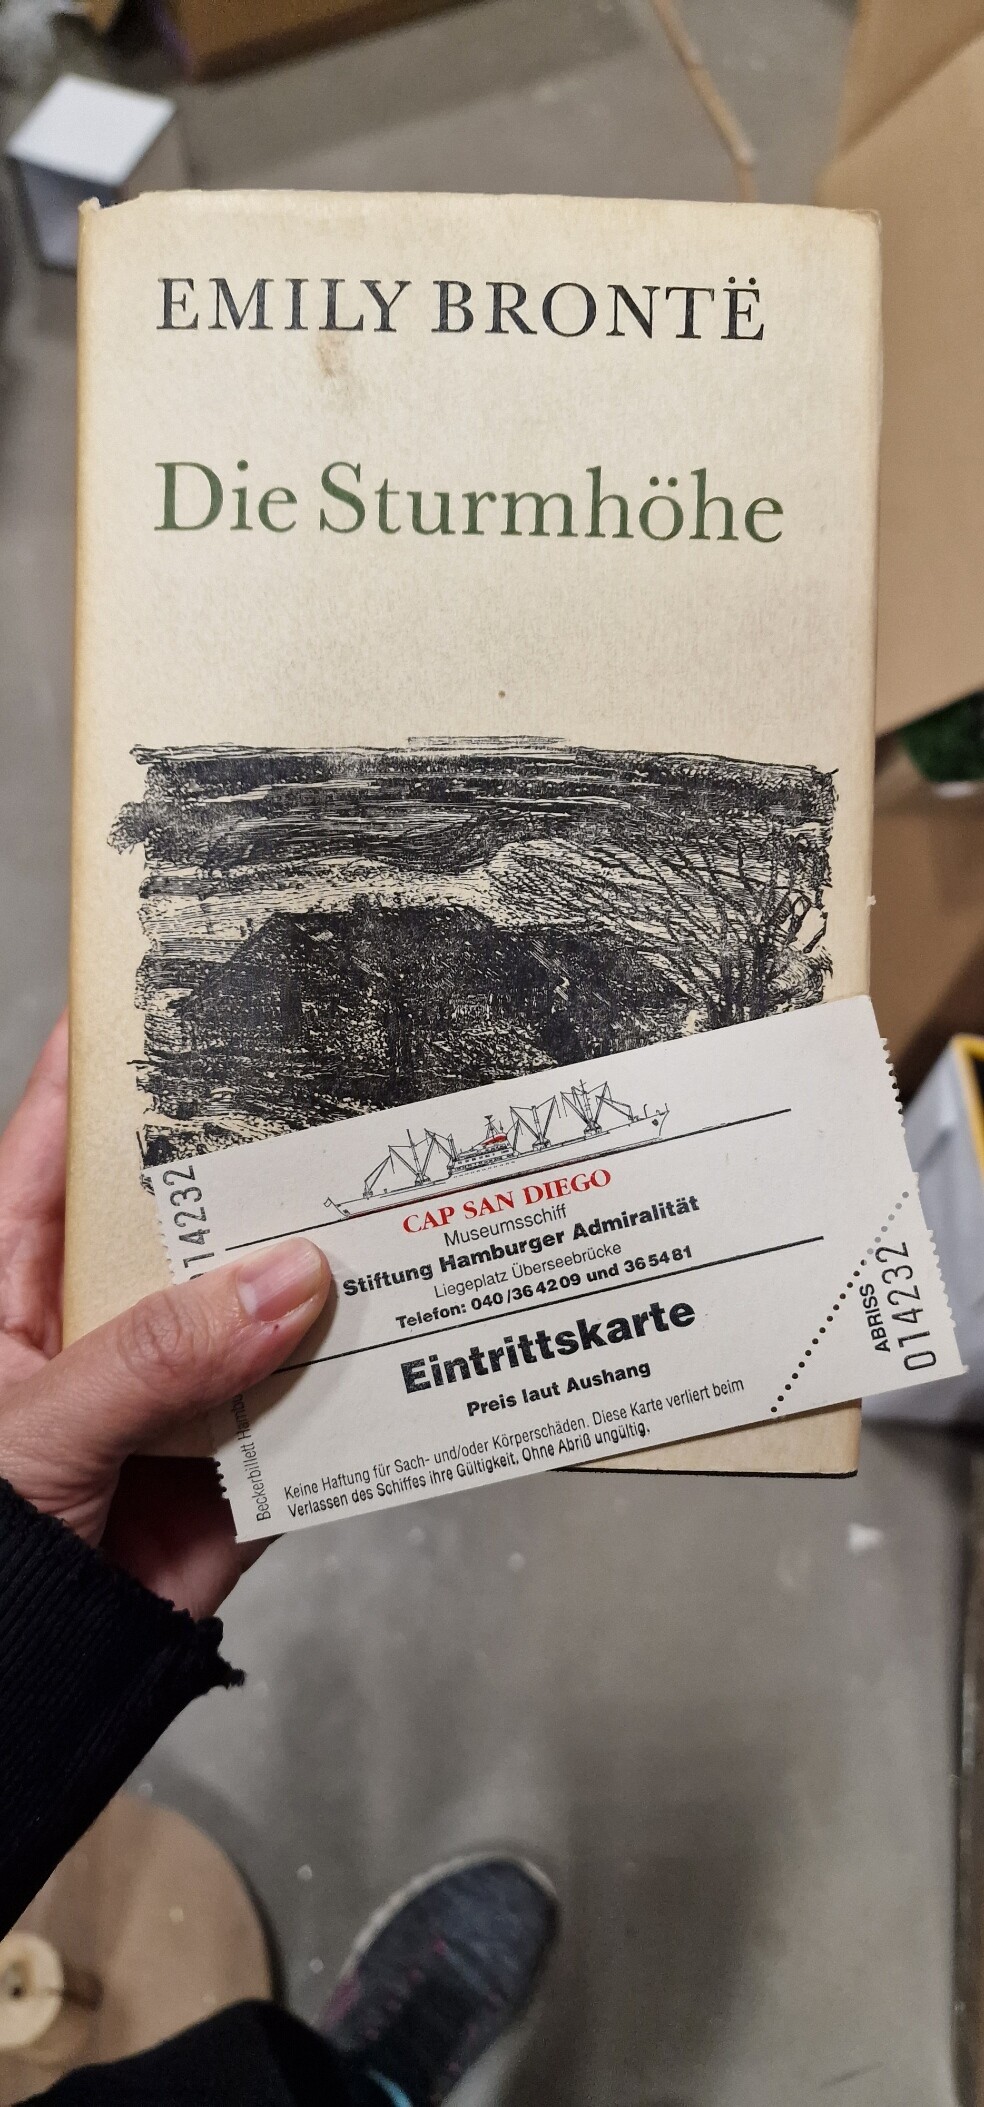 EMILY BRONTË
Die Sturmhöhe
CAP SAN DIEGO
Museumsschiff
Stiftung Hamburger Admiralität
Liegeplatz Überseebrücke
Telefon: 040/36 42 09 und 36 54 81
Eintrittskarte
Preis laut Aushang
Keine Haftung für Sach- und/oder Körperschäden. Diese Karte verliert beim
Verlassen des Schiffes ihre Gültigkeit. Ohne Abriß ungültig.
014232
Beckerbillett
ABRISS
014232